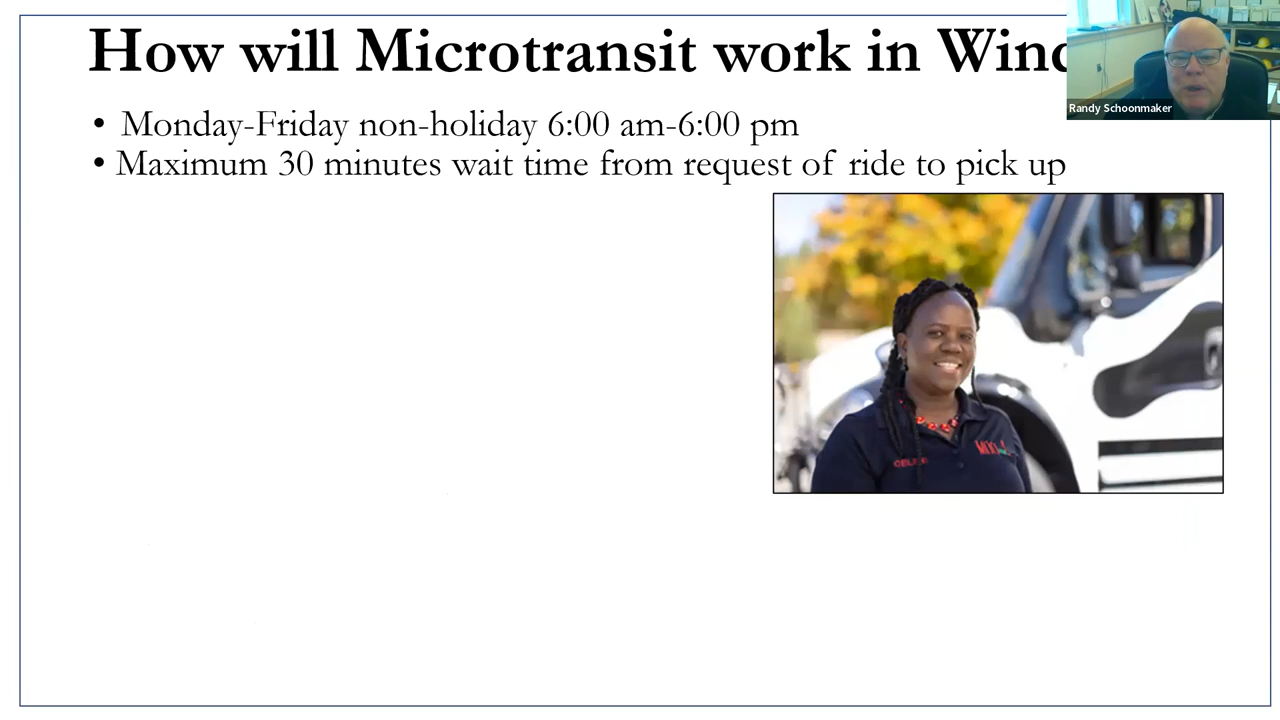 How will Microtransit work in Wind
• Monday-Friday non-holiday 6:00 am-6:00 pm
• Maximum 30 minutes wait time from request of ride to pick up
Randy Schoonmaker